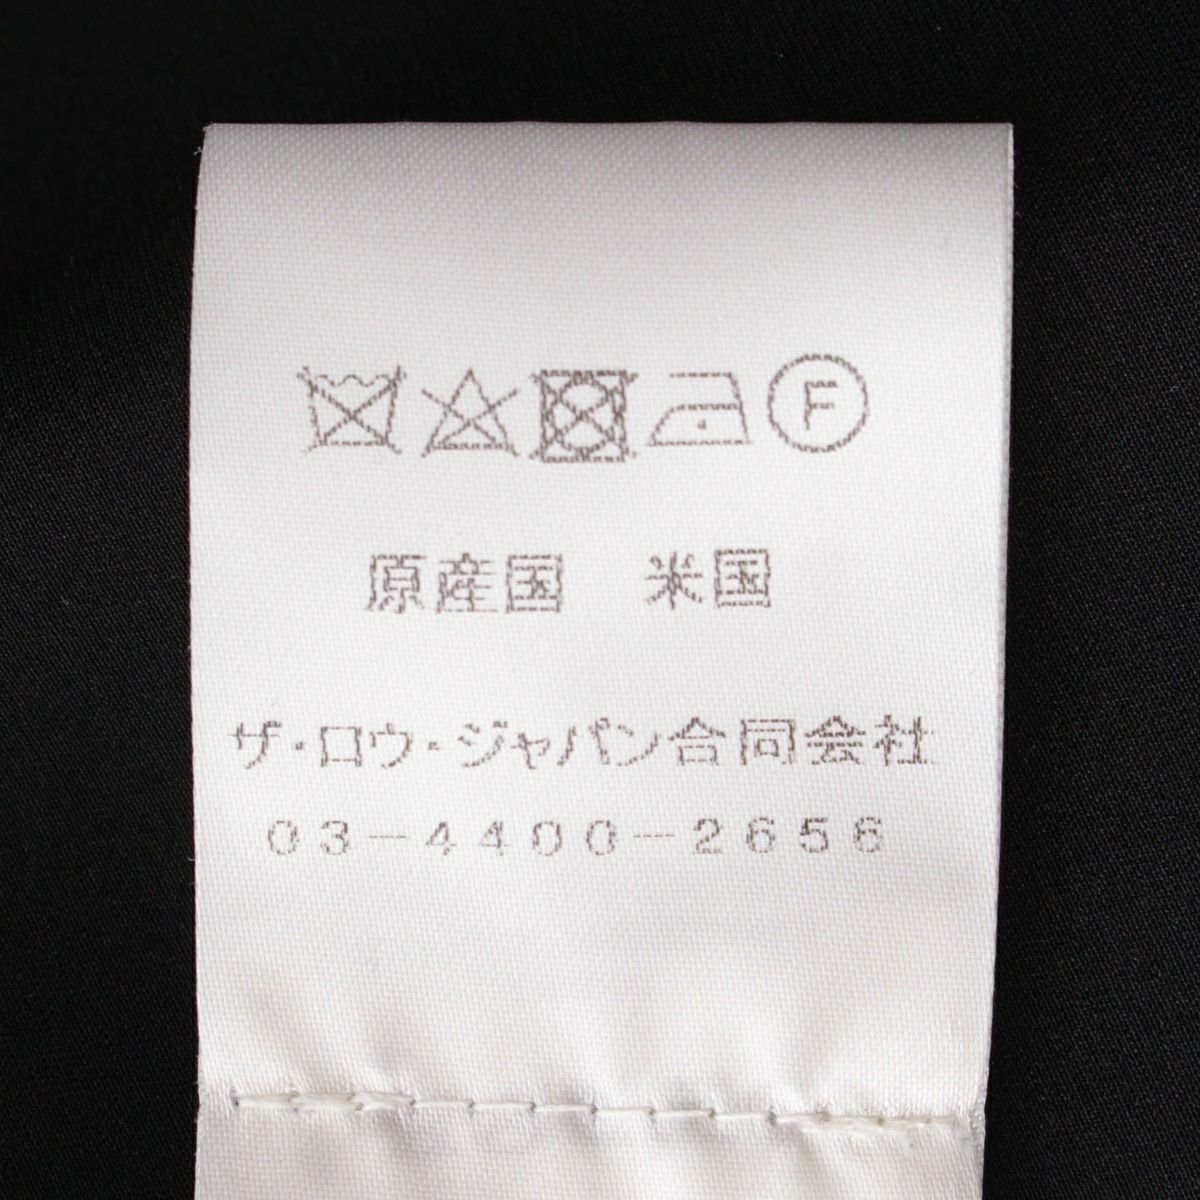 F
原産国　米国
ザ・ロウ・ジャパン合同会社
03-4400-2656